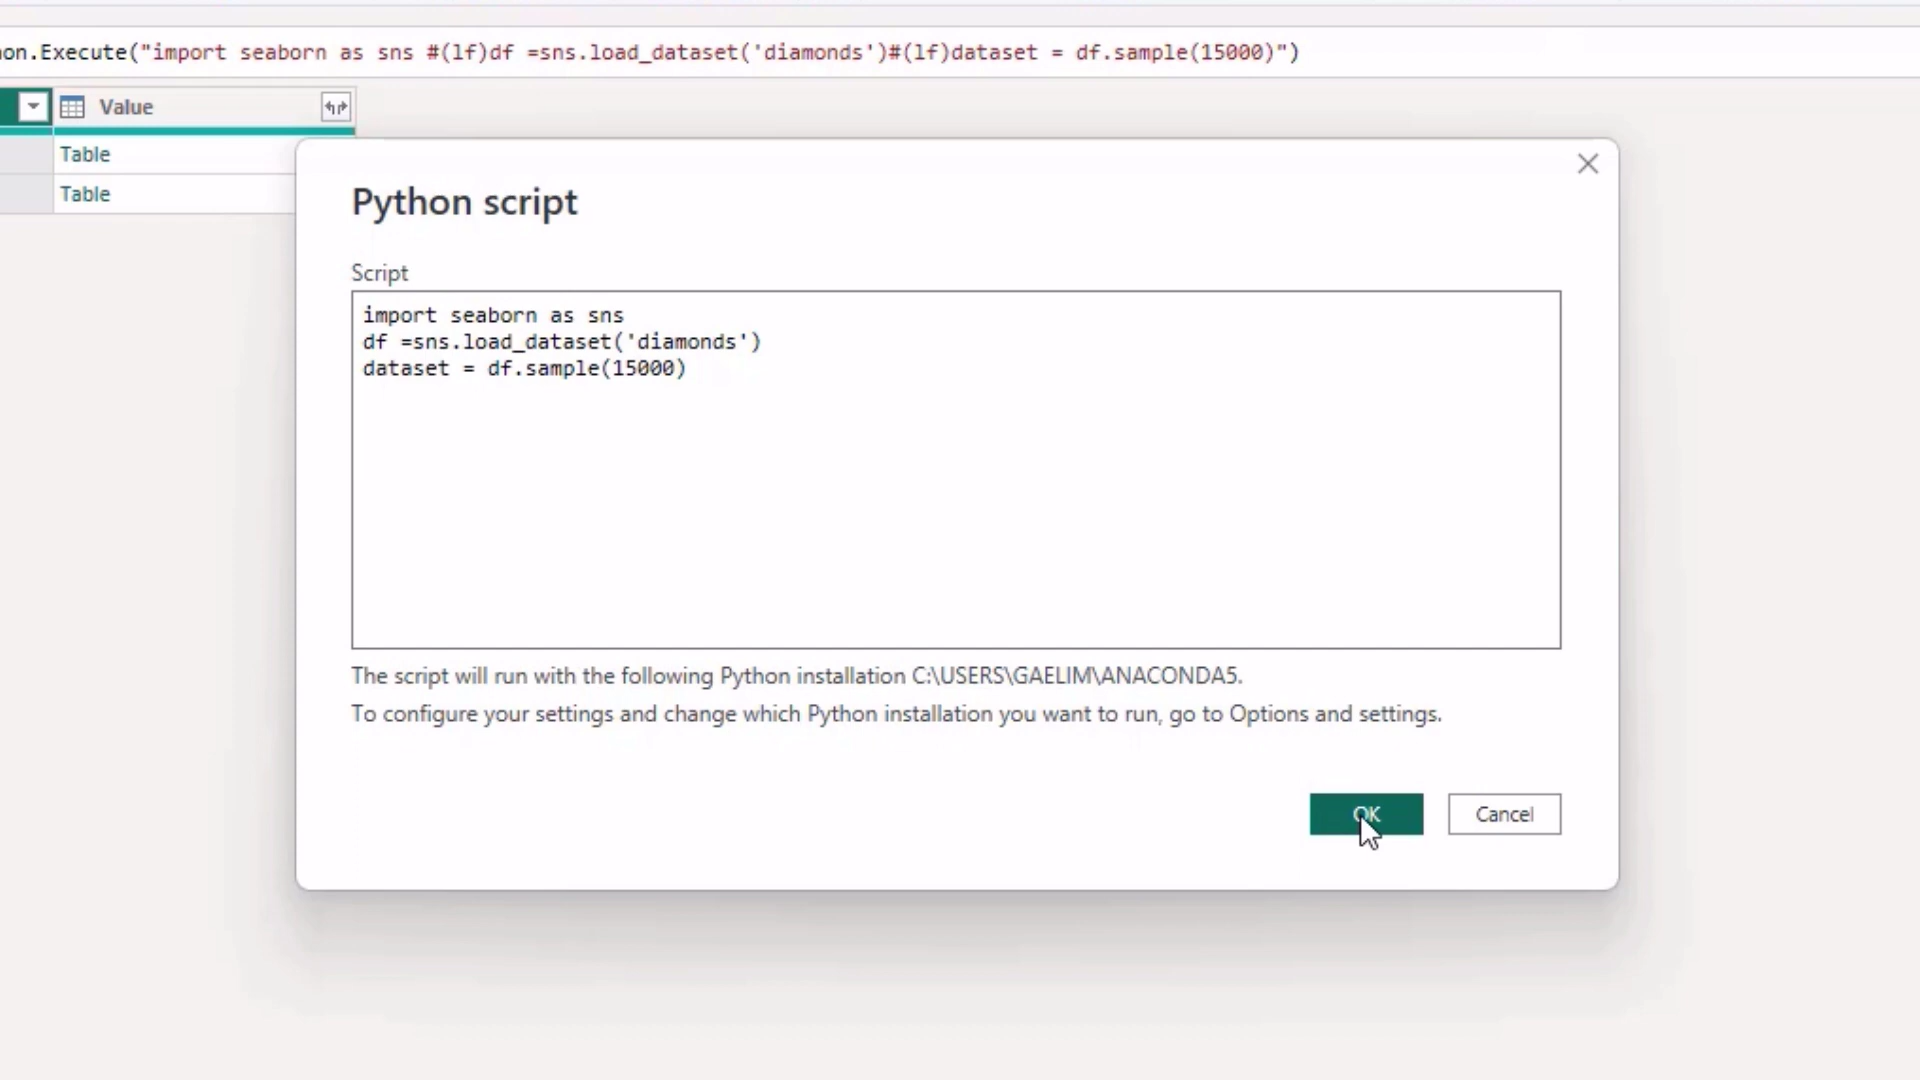 on.Execute("import seaborn as sns #(lf)df =sns.load_dataset('diamonds')#(lf)dataset = df.sample(15000)")
Value
Table
Table
Python script
Script
import seaborn as sns
df =sns.load_dataset('diamonds')
dataset = df.sample(15000)
The script will run with the following Python installation C:\USERS\GAELIM\ANACONDA5.
To configure your settings and change which Python installation you want to run, go to Options and settings.
OK
Cancel